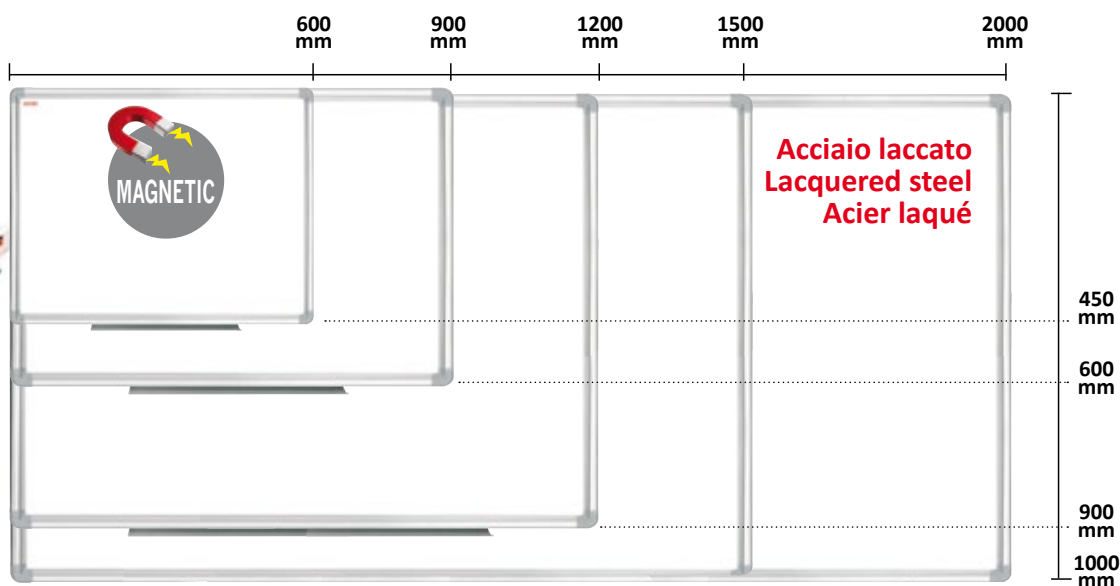 600
mm
900
mm
1200
mm
1500
mm
2000
mm
MAGNETIC
Acciaio laccato
Lacquered steel
Acier laqué
450
mm
600
mm
900
mm
1000
mm